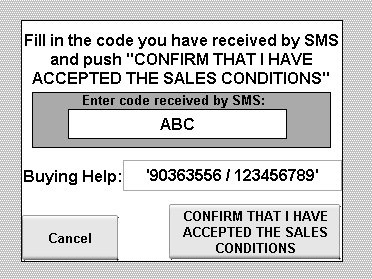 Fill in the code you have received by SMS
and push "CONFIRM THAT I HAVE
ACCEPTED THE SALES CONDITIONS"
Enter code received by SMS:
ABC
Buying Help: '90363556 / 123456789'
Cancel
CONFIRM THAT I HAVE
ACCEPTED THE SALES
CONDITIONS